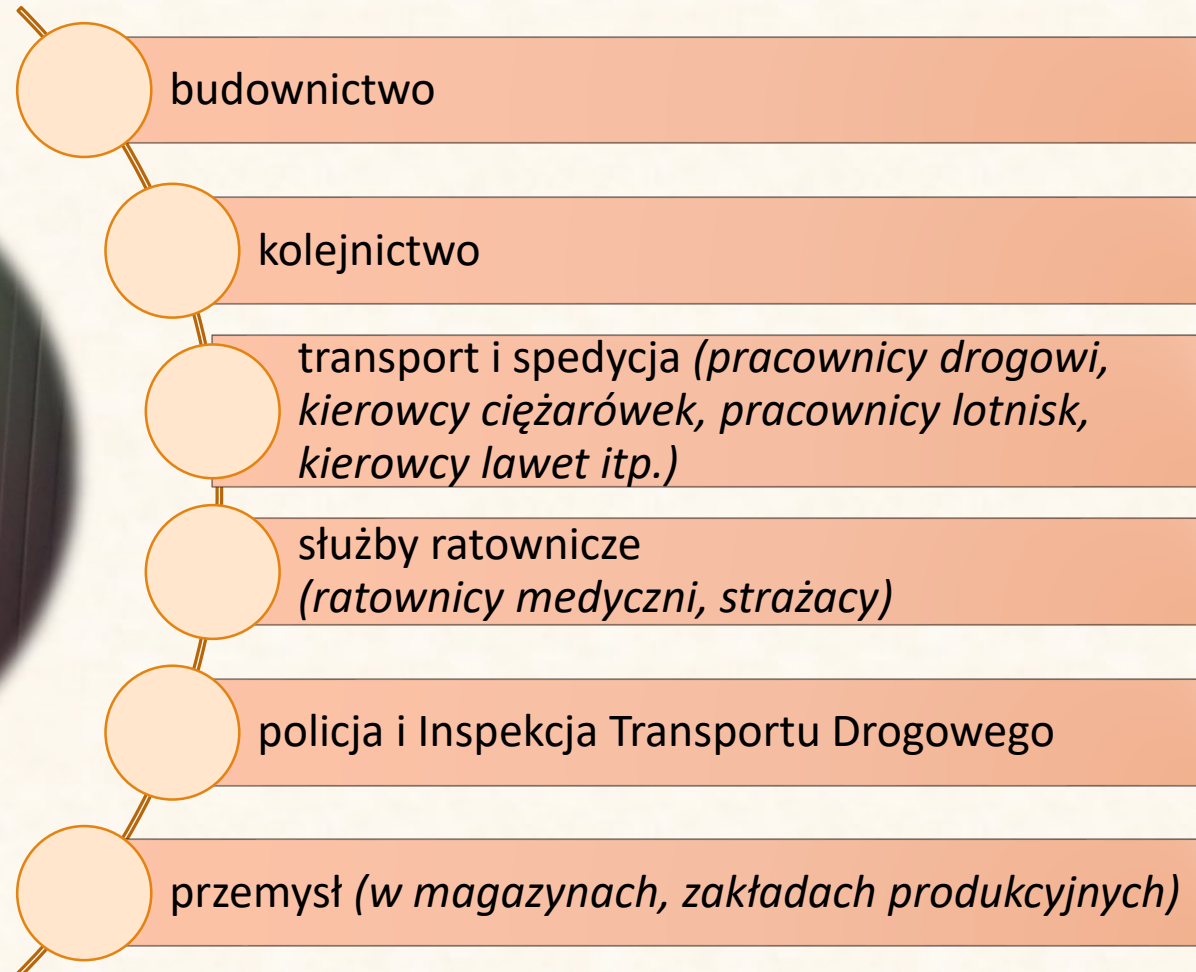 budownictwo
kolejnictwo
transport i spedycja (pracownicy drogowi,
kierowcy ciężarówek, pracownicy lotnisk,
kierowcy lawet itp.)
służby ratownicze
(ratownicy medyczni, strażacy)
policja i Inspekcja Transportu Drogowego
przemysł (w magazynach, zakładach produkcyjnych)